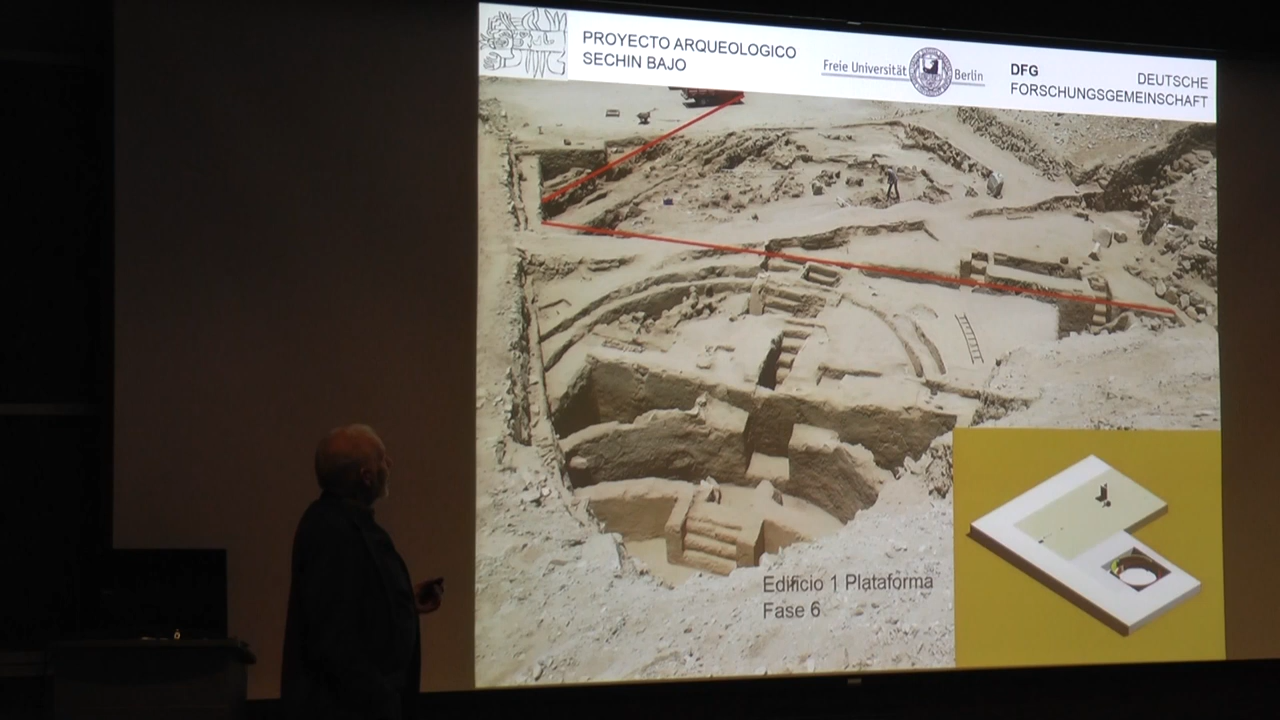 PROYECTO ARQUEOLOGICO
SECHIN BAJO
Freie Universität Berlin
DFG DEUTSCHE
FORSCHUNGSGEMEINSCHAFT
Edificio 1 Plataforma
Fase 6